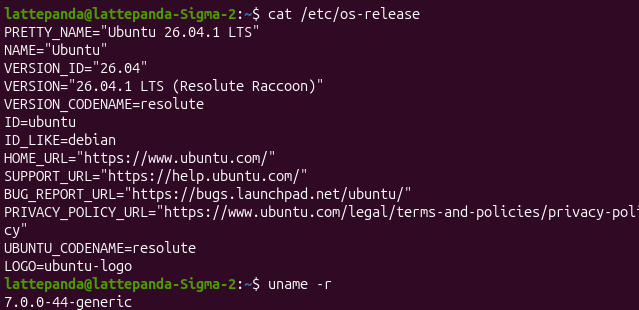 lattepanda@lattepanda-Sigma-2:~$ cat /etc/os-release
PRETTY_NAME="Ubuntu 26.04.1 LTS"
NAME="Ubuntu"
VERSION_ID="26.04"
VERSION="26.04.1 LTS (Resolute Raccoon)"
VERSION_CODENAME=resolute
ID=ubuntu
ID_LIKE=debian
HOME_URL="https://www.ubuntu.com/"
SUPPORT_URL="https://help.ubuntu.com/"
BUG_REPORT_URL="https://bugs.launchpad.net/ubuntu/"
PRIVACY_POLICY_URL="https://www.ubuntu.com/legal/terms-and-policies/privacy-poli
cy"
UBUNTU_CODENAME=resolute
LOGO=ubuntu-logo
lattepanda@lattepanda-Sigma-2:~$ uname -r
7.0.0-44-generic